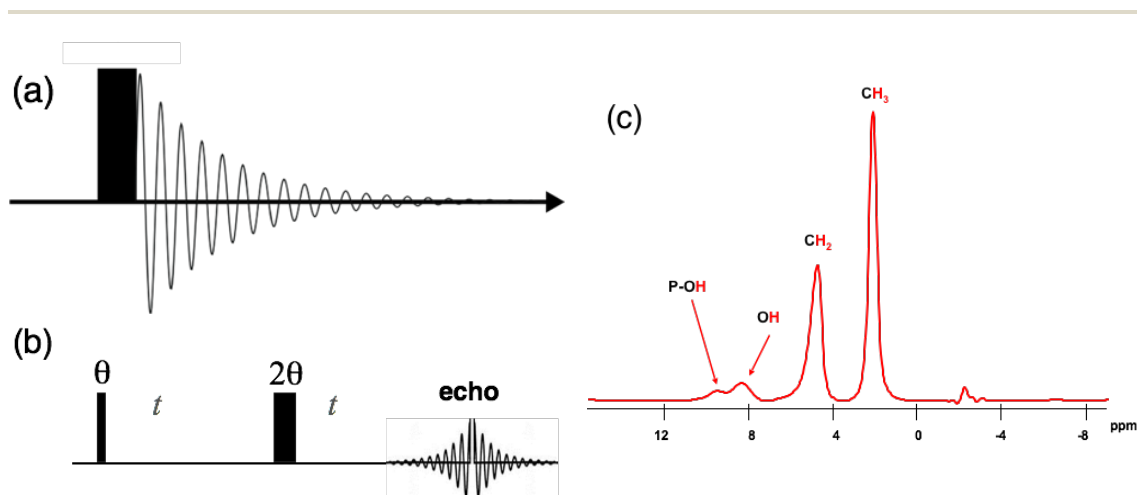 (a)
(b)
θ
t
2θ
t
echo
(c)
CH₃
CH₂
P-OH
OH
12 8 4 0 -4 -8 ppm